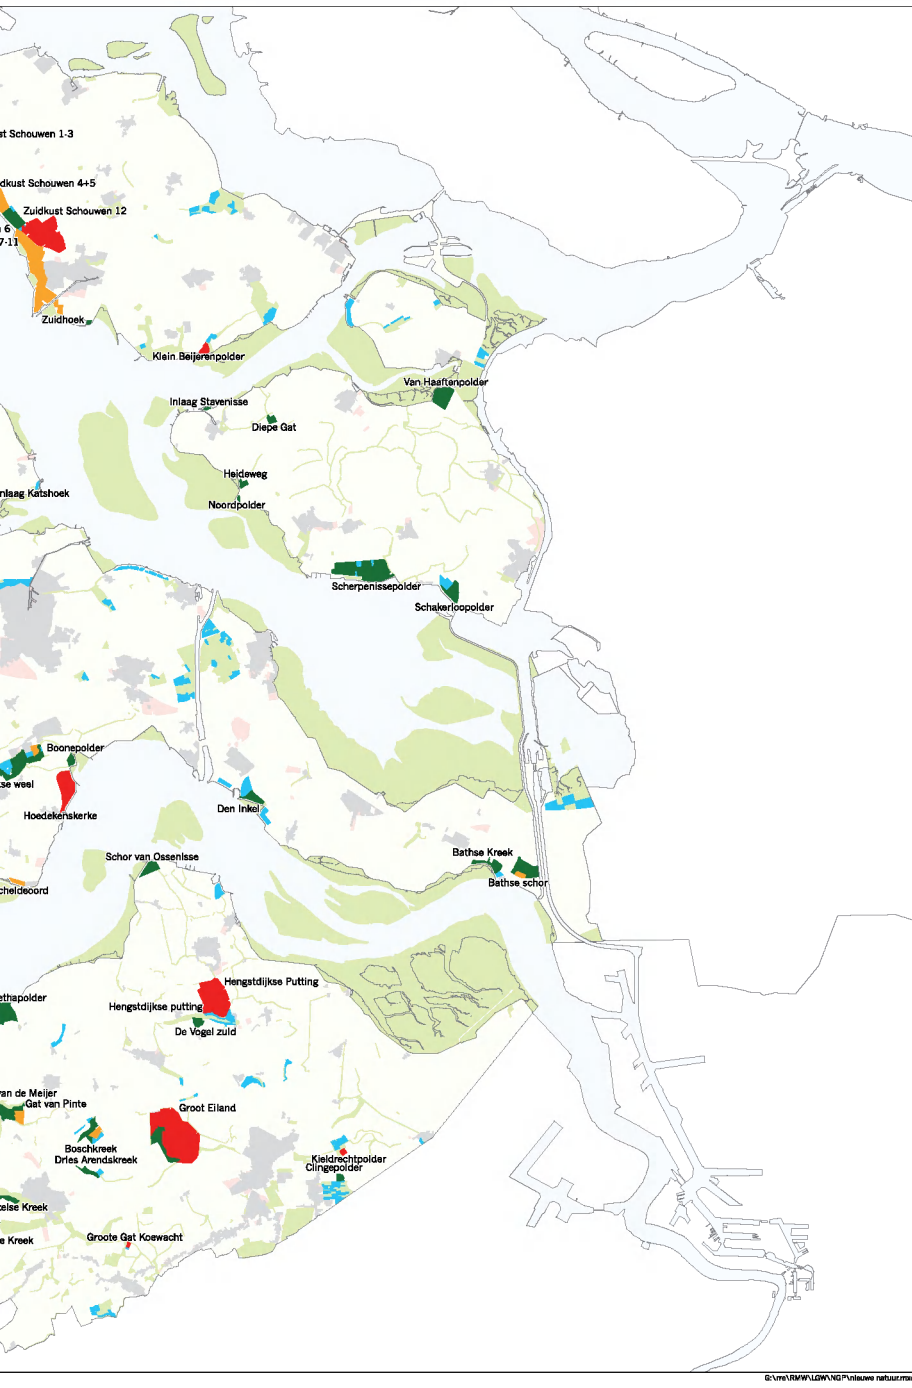 st Schouwen 1-3
dkust Schouwen 4+5
Zuidkust Schouwen 12
6
7-11
Zuidhoek
Klein Beijerenpolder
Van Haaftenpolder
Inlaag Stavenisse
Diepe Gat
Heideweg
nlaag Katshoek
Noordpolder
Scherpenissepolder
Schakerloopolder
Boonepolder
se weel
Den Inkel
Hoedekenskerke
Bathse Kreek
Schor van Ossenisse
Bathse schor
cheldeoord
Hengstdijkse Putting
ethapolder
Hengstdijkse putting
De Vogel zuid
van de Meijer
Gat van Pinte
Groot Eiland
Boschkreek
Dries Arendskreek
Kieldrechtpolder
Clingepolder
else Kreek
Groote Gat Koewacht
e Kreek